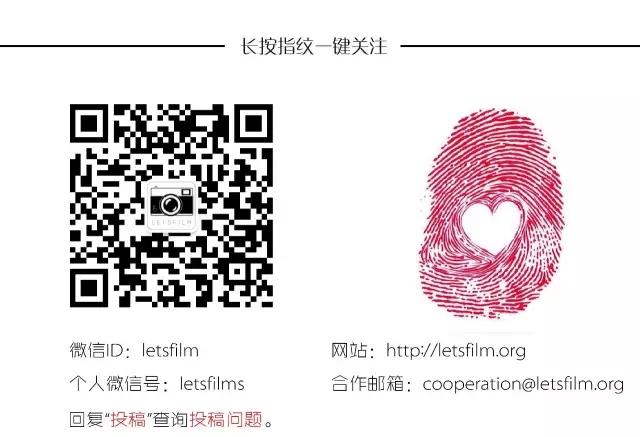 长按指纹一键关注
LETSFILM
微信ID：letsfilm
网站：http://letsfilm.org
个人微信号：letsfilms
合作邮箱：cooperation@letsfilm.org
回复“投稿”查询投稿问题。